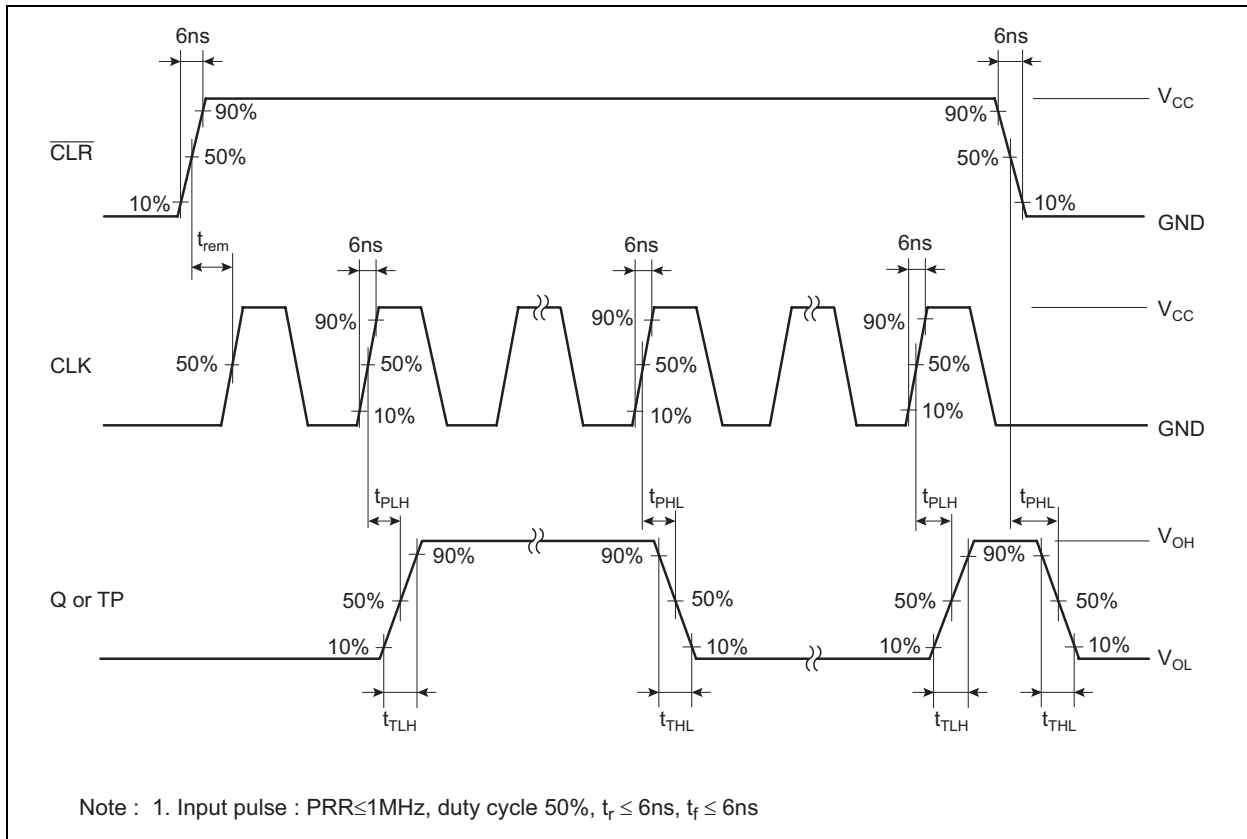 6ns
6ns
90%
90%
V_CC
C̅L̅R̅
50%
50%
10%
10%
GND
t_rem
6ns
6ns
6ns
90%
90%
90%
V_CC
CLK
50%
50%
50%
50%
10%
10%
10%
GND
t_PLH
t_PHL
t_PLH
t_PHL
90%
90%
90%
V_OH
Q or TP
50%
50%
50%
50%
10%
10%
10%
10%
V_OL
t_TLH
t_THL
t_TLH
t_THL
Note : 1. Input pulse : PRR≤1MHz, duty cycle 50%, t_r ≤ 6ns, t_f ≤ 6ns